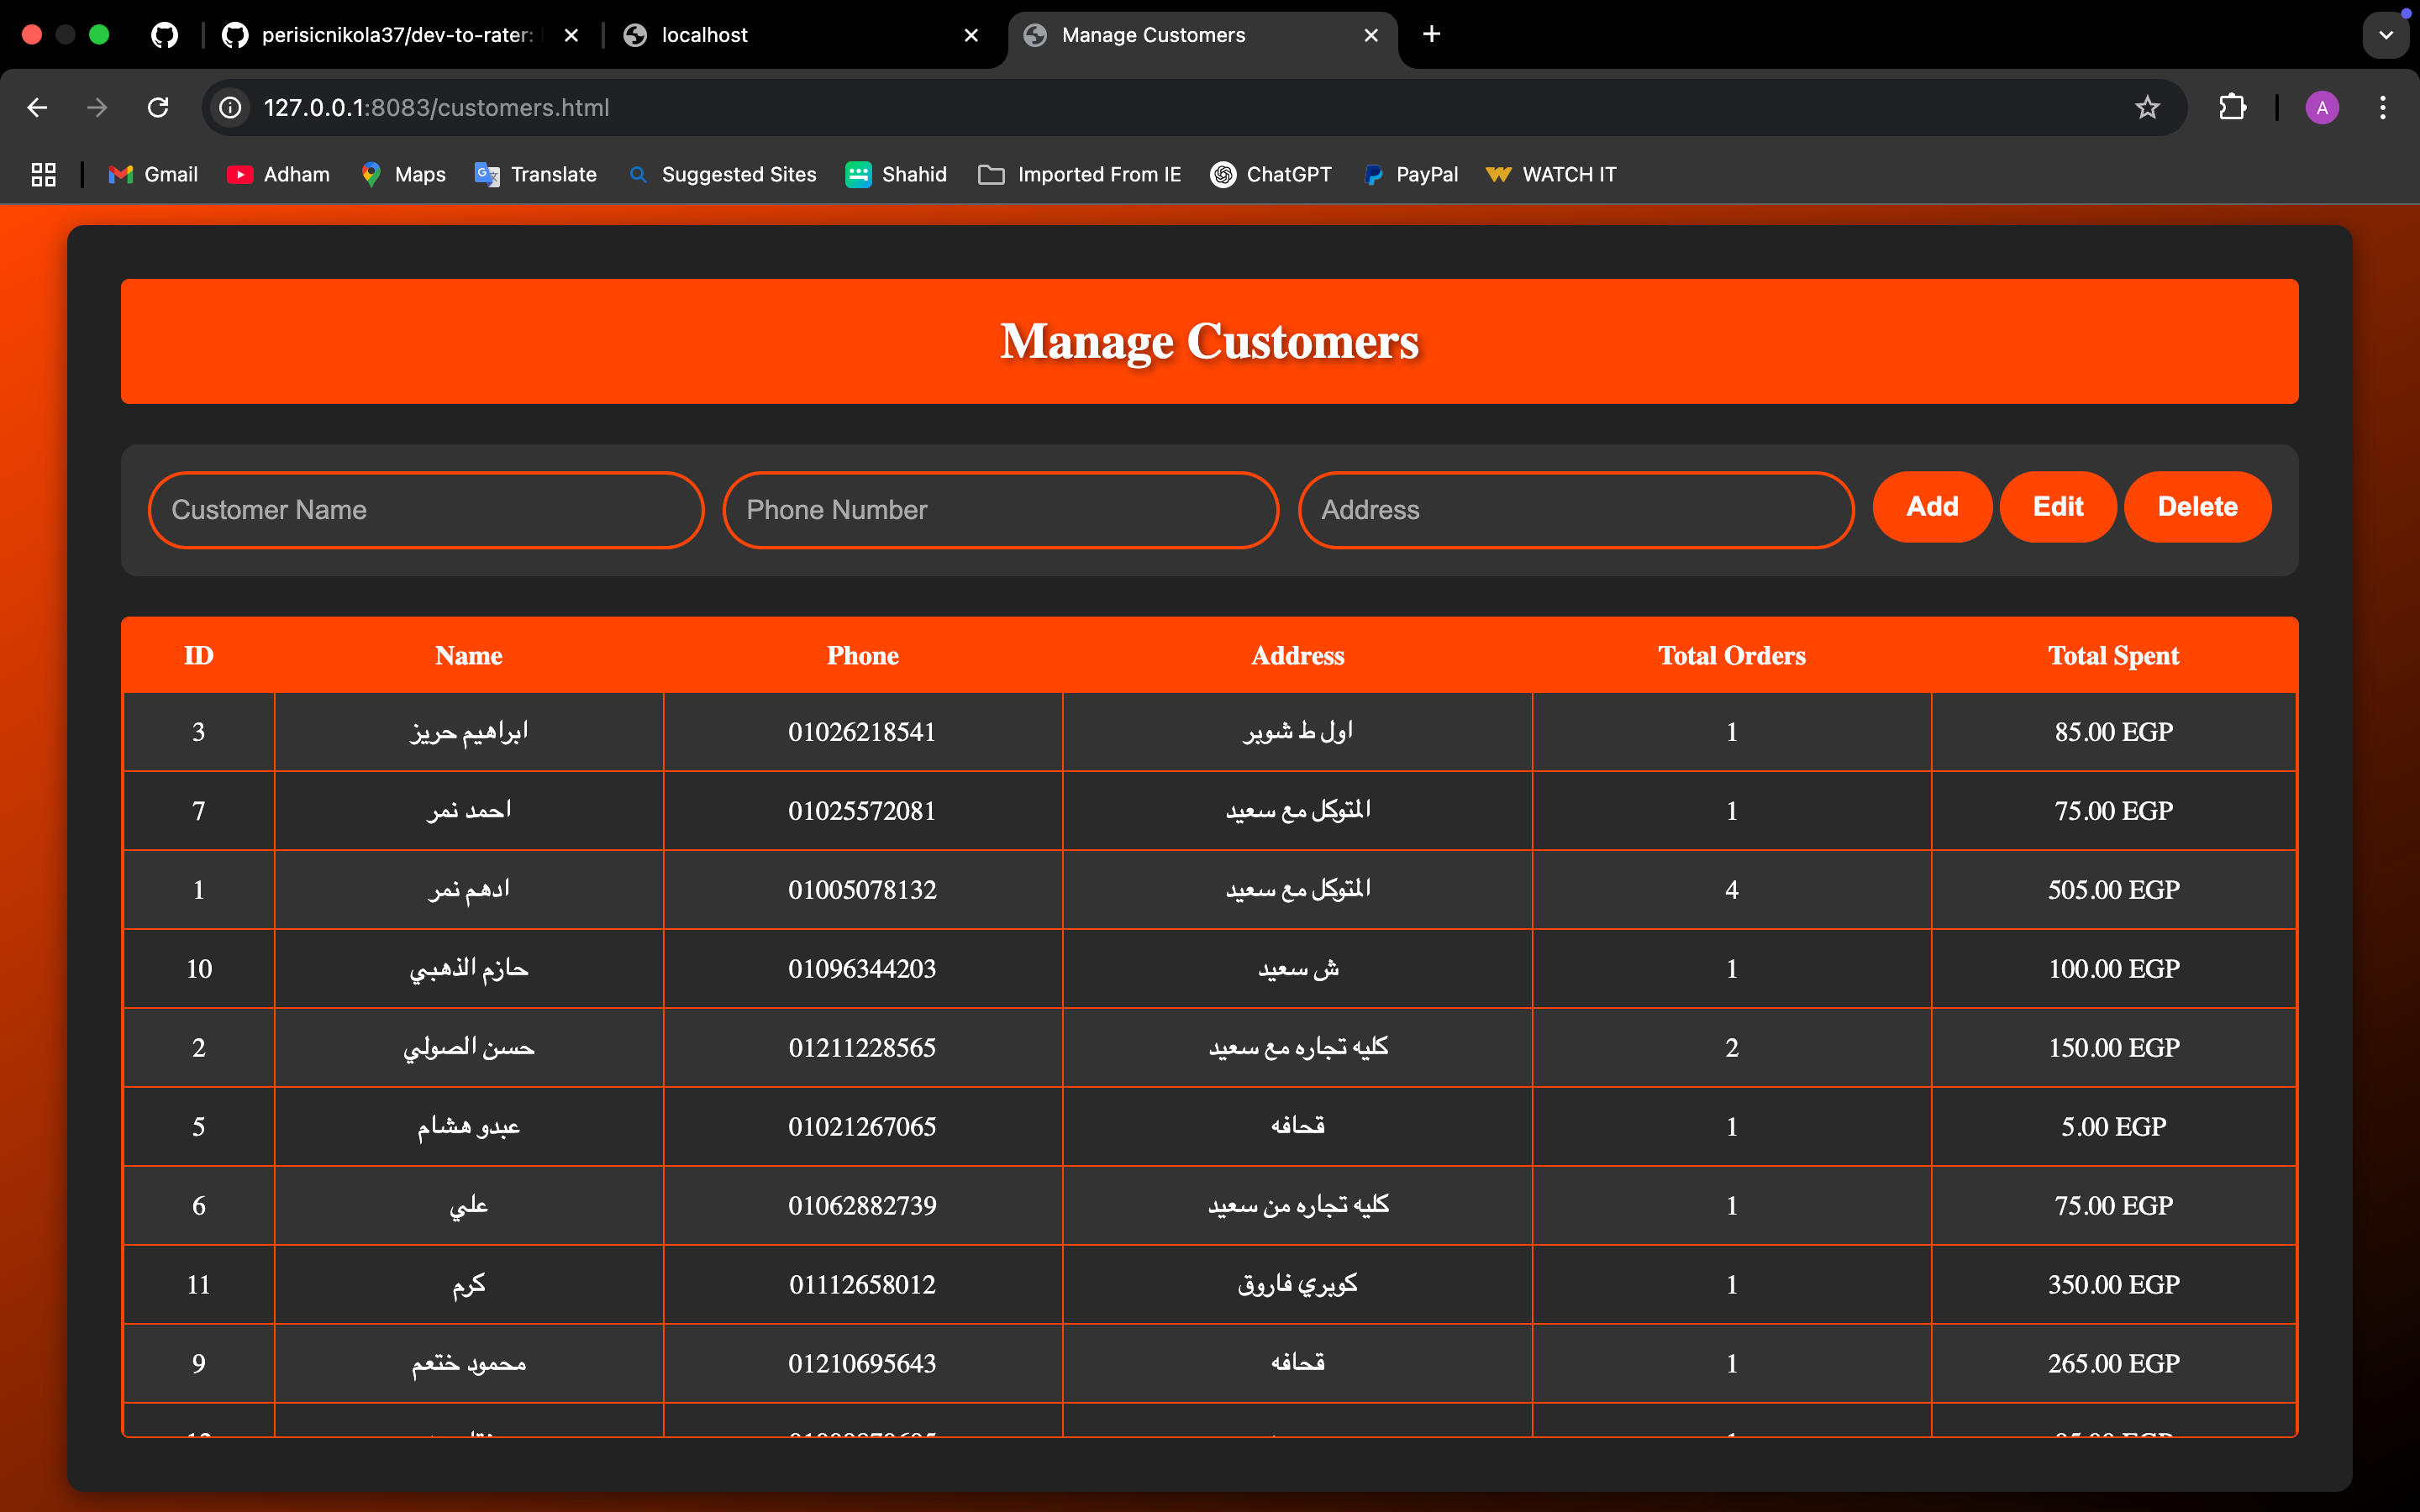 perisicnikola37/dev-to-rater:
localhost
Manage Customers
127.0.0.1:8083/customers.html
A
Gmail
Adham
Maps
Translate
Suggested Sites
Shahid
Imported From IE
ChatGPT
PayPal
WATCH IT
Manage Customers
Customer Name
Phone Number
Address
Add
Edit
Delete
ID Name Phone Address Total Orders Total Spent
3 ابراهيم حريز 01026218541 اول ط شوبر 1 85.00 EGP
7 احمد نمر 01025572081 المتوكل مع سعيد 1 75.00 EGP
1 ادهم نمر 01005078132 المتوكل مع سعيد 4 505.00 EGP
10 حازم الذهبي 01096344203 ش سعيد 1 100.00 EGP
2 حسن الصولي 01211228565 كليه تجاره مع سعيد 2 150.00 EGP
5 عبدو هشام 01021267065 قحافه 1 5.00 EGP
6 علي 01062882739 كليه تجاره من سعيد 1 75.00 EGP
11 كرم 01112658012 كوبري فاروق 1 350.00 EGP
9 محمود ختعم 01210695643 قحافه 1 265.00 EGP